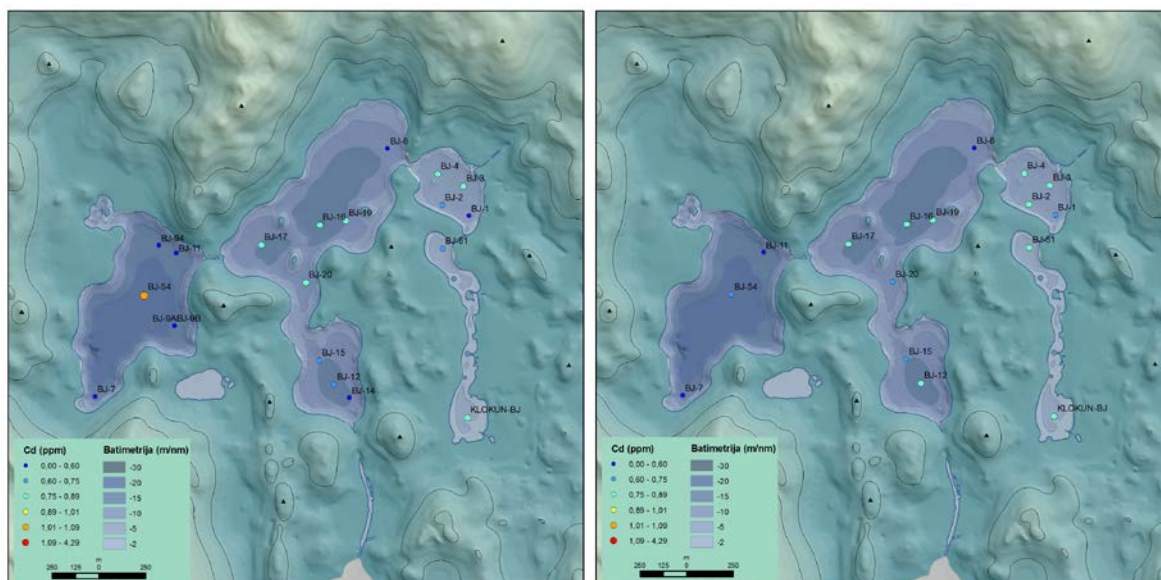 BJ-6
BJ-4
BJ-3
BJ-2
BJ-1
BJ-16
BJ-19
BJ-17
BJ-51
BJ-94
BJ-11
BJ-20
BJ-54
BJ-9ABJ-9B
BJ-15
BJ-12
BJ-14
BJ-7
KLOKUN-BJ
Cd (ppm) Batimetrija (m/nm)
0,00 - 0,60 -30
0,60 - 0,75 -20
0,75 - 0,89 -15
0,89 - 1,01 -10
1,01 - 1,09 -5
1,09 - 4,29 -2
m
250 125 0 250
BJ-6
BJ-4
BJ-3
BJ-2
BJ-1
BJ-16
BJ-19
BJ-17
BJ-51
BJ-11
BJ-20
BJ-54
BJ-15
BJ-12
BJ-7
KLOKUN-BJ
Cd (ppm) Batimetrija (m/nm)
0,00 - 0,60 -30
0,60 - 0,75 -20
0,75 - 0,89 -15
0,89 - 1,01 -10
1,01 - 1,09 -5
1,09 - 4,29 -2
m
250 125 0 250